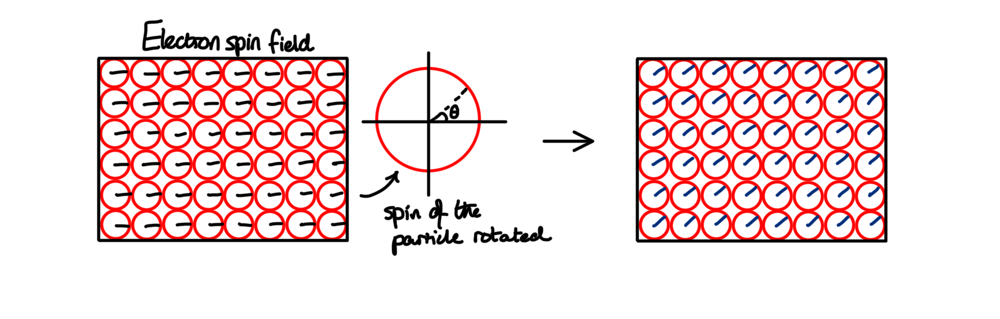 Electron spin field
θ
spin of the
particle rotated